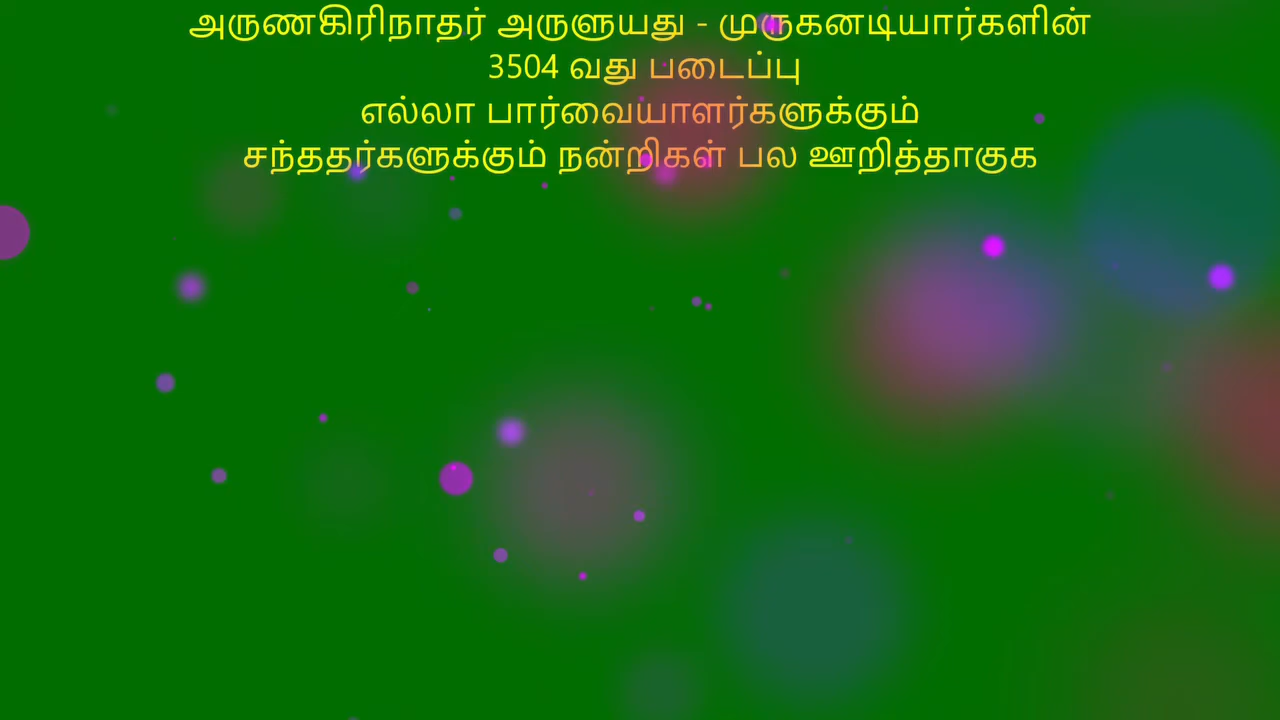 அருணகிரிநாதர் அருளுயது - முருகனடியார்களின்
3504 வது படைப்பு
எல்லா பார்வையாளர்களுக்கும்
சந்ததர்களுக்கும் நன்றிகள் பல ஊறித்தாகுக